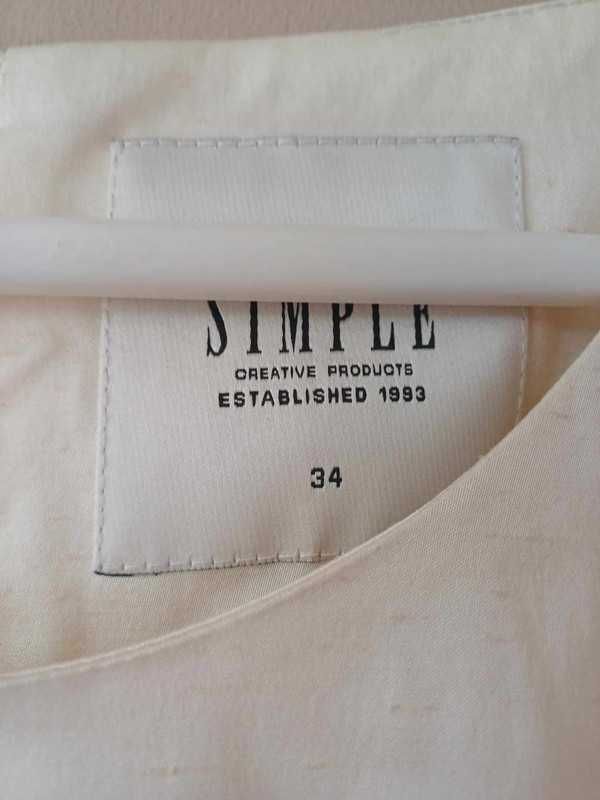 SIMPLE
CREATIVE PRODUCTS
ESTABLISHED 1993
34